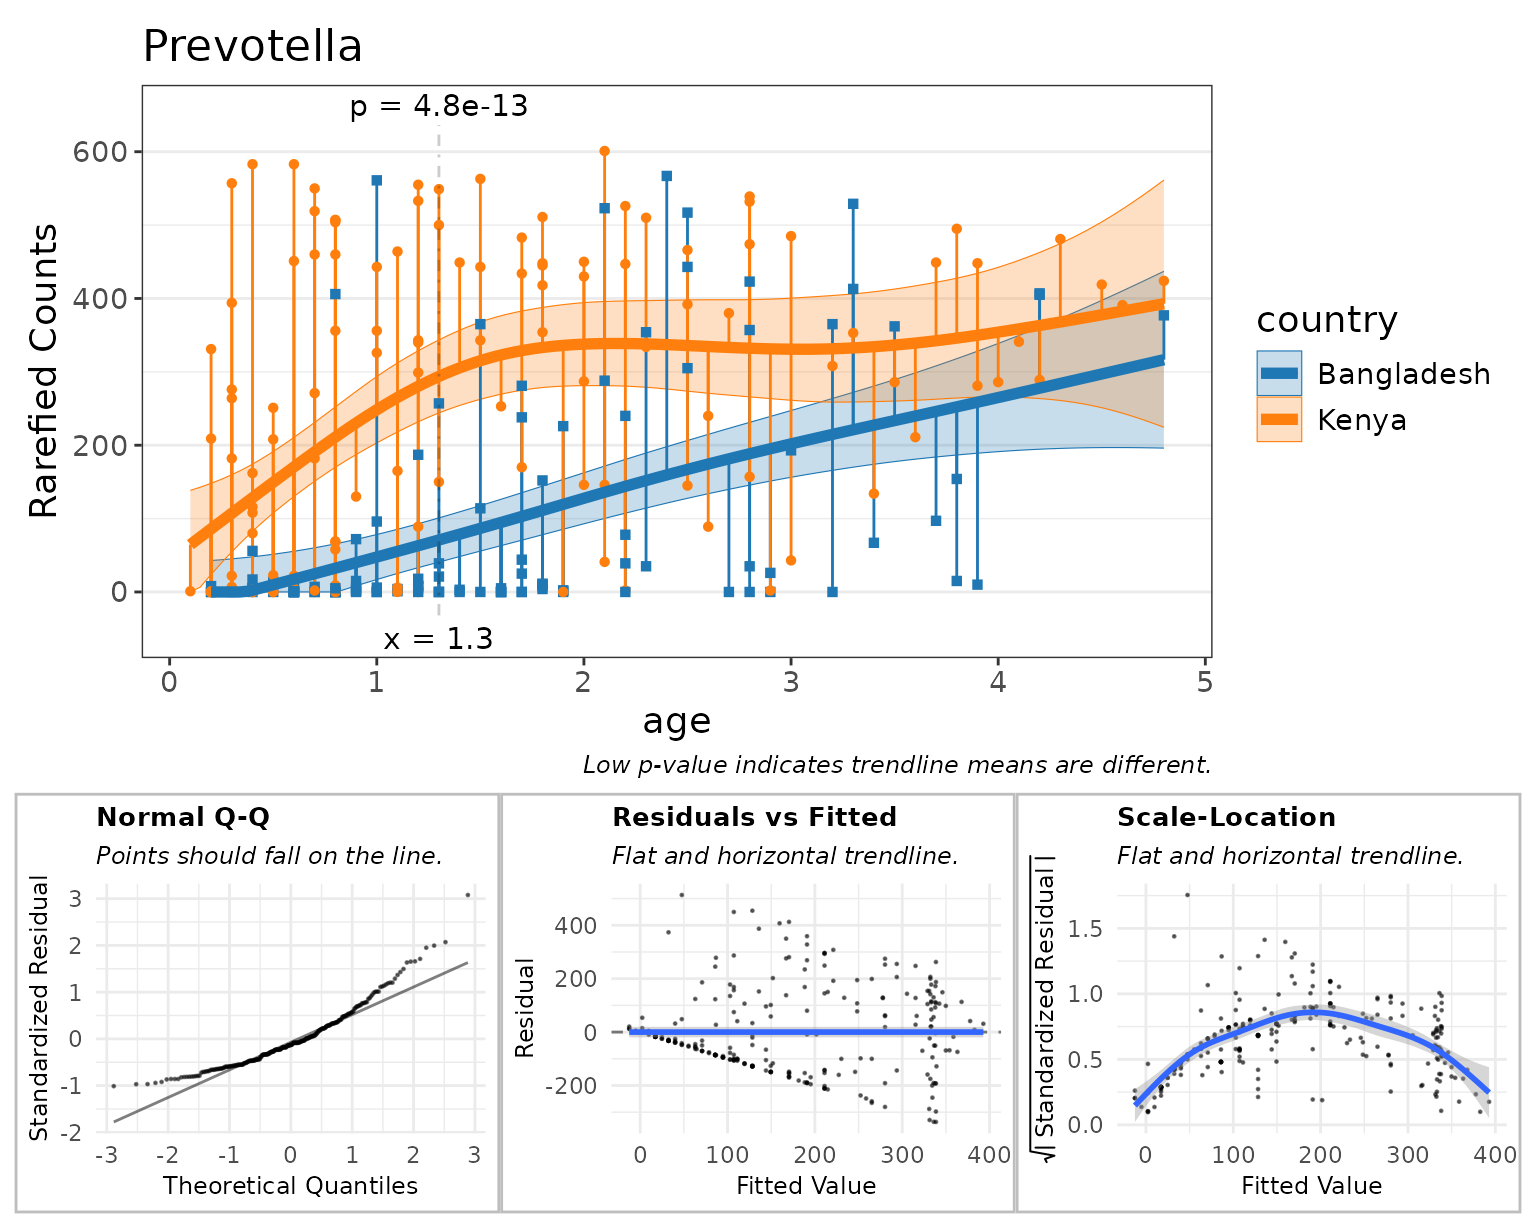 Prevotella
p = 4.8e-13
600
400
200
0
Rarefied Counts
x = 1.3
0 1 2 3 4 5
age
country
Bangladesh
Kenya
Low p-value indicates trendline means are different.
Normal Q-Q
Points should fall on the line.
Standardized Residual
3
2
1
0
-1
-2
-3 -2 -1 0 1 2 3
Theoretical Quantiles
Residuals vs Fitted
Flat and horizontal trendline.
Residual
400
200
0
-200
0 100 200 300 400
Fitted Value
Scale-Location
Flat and horizontal trendline.
√| Standardized Residual |
1.5
1.0
0.5
0.0
0 100 200 300 400
Fitted Value